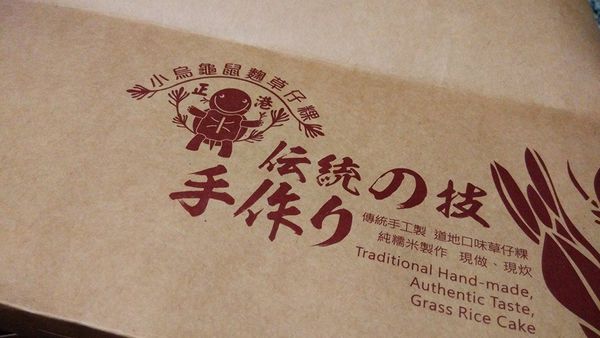 小烏龜鼠麴草仔粿
正港
伝統の技
手作り
傳統手工製 道地口味草仔粿
純糯米製作 現做、現炊
Traditional Hand-made,
Authentic Taste,
Grass Rice Cake